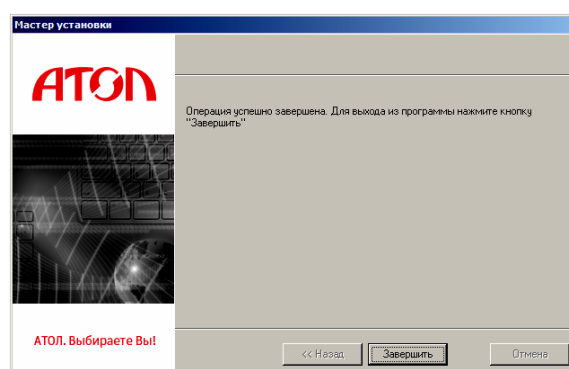 Мастер установки
АТОЛ
Операция успешно завершена. Для выхода из программы нажмите кнопку
"Завершить"
АТОЛ. Выбираете Вы!
<< Назад
Завершить
Отмена